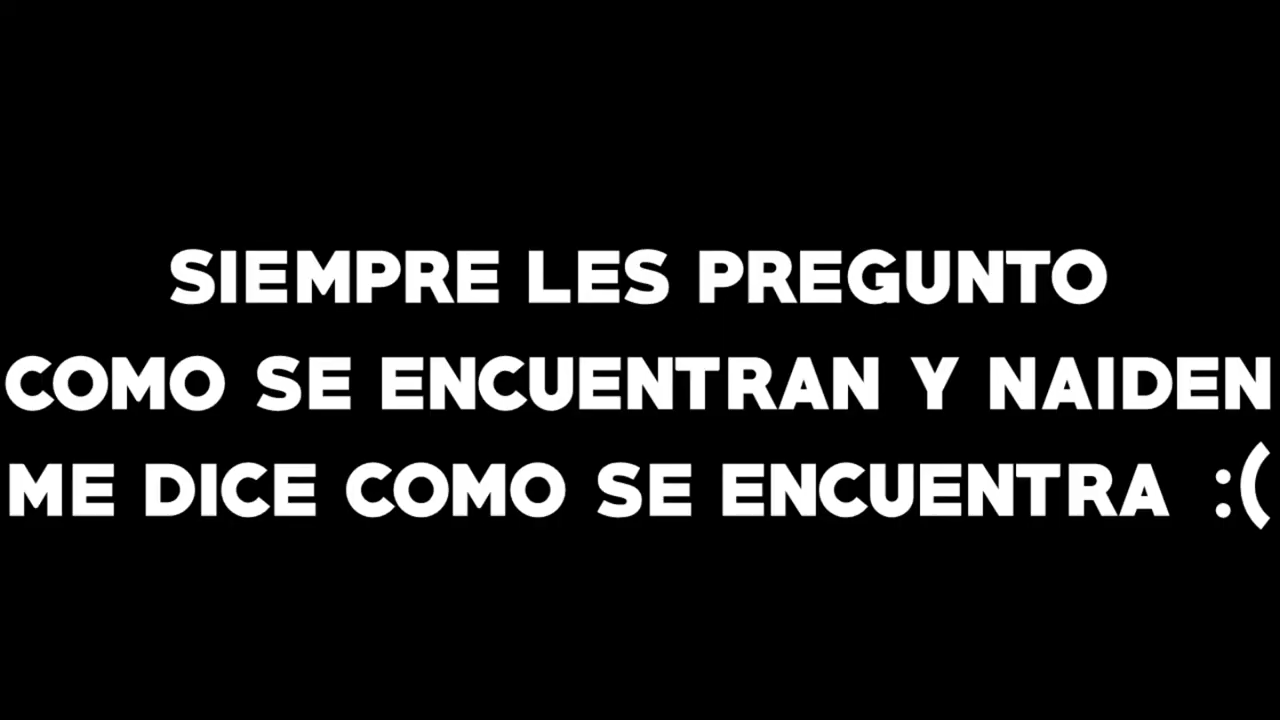 SIEMPRE LES PREGUNTO
COMO SE ENCUENTRAN Y NAIDEN
ME DICE COMO SE ENCUENTRA :(